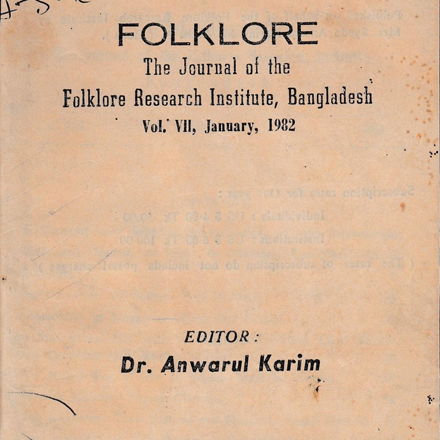 FOLKLORE
The Journal of the
Folklore Research Institute, Bangladesh
Vol. VII, January, 1982
EDITOR :
Dr. Anwarul Karim